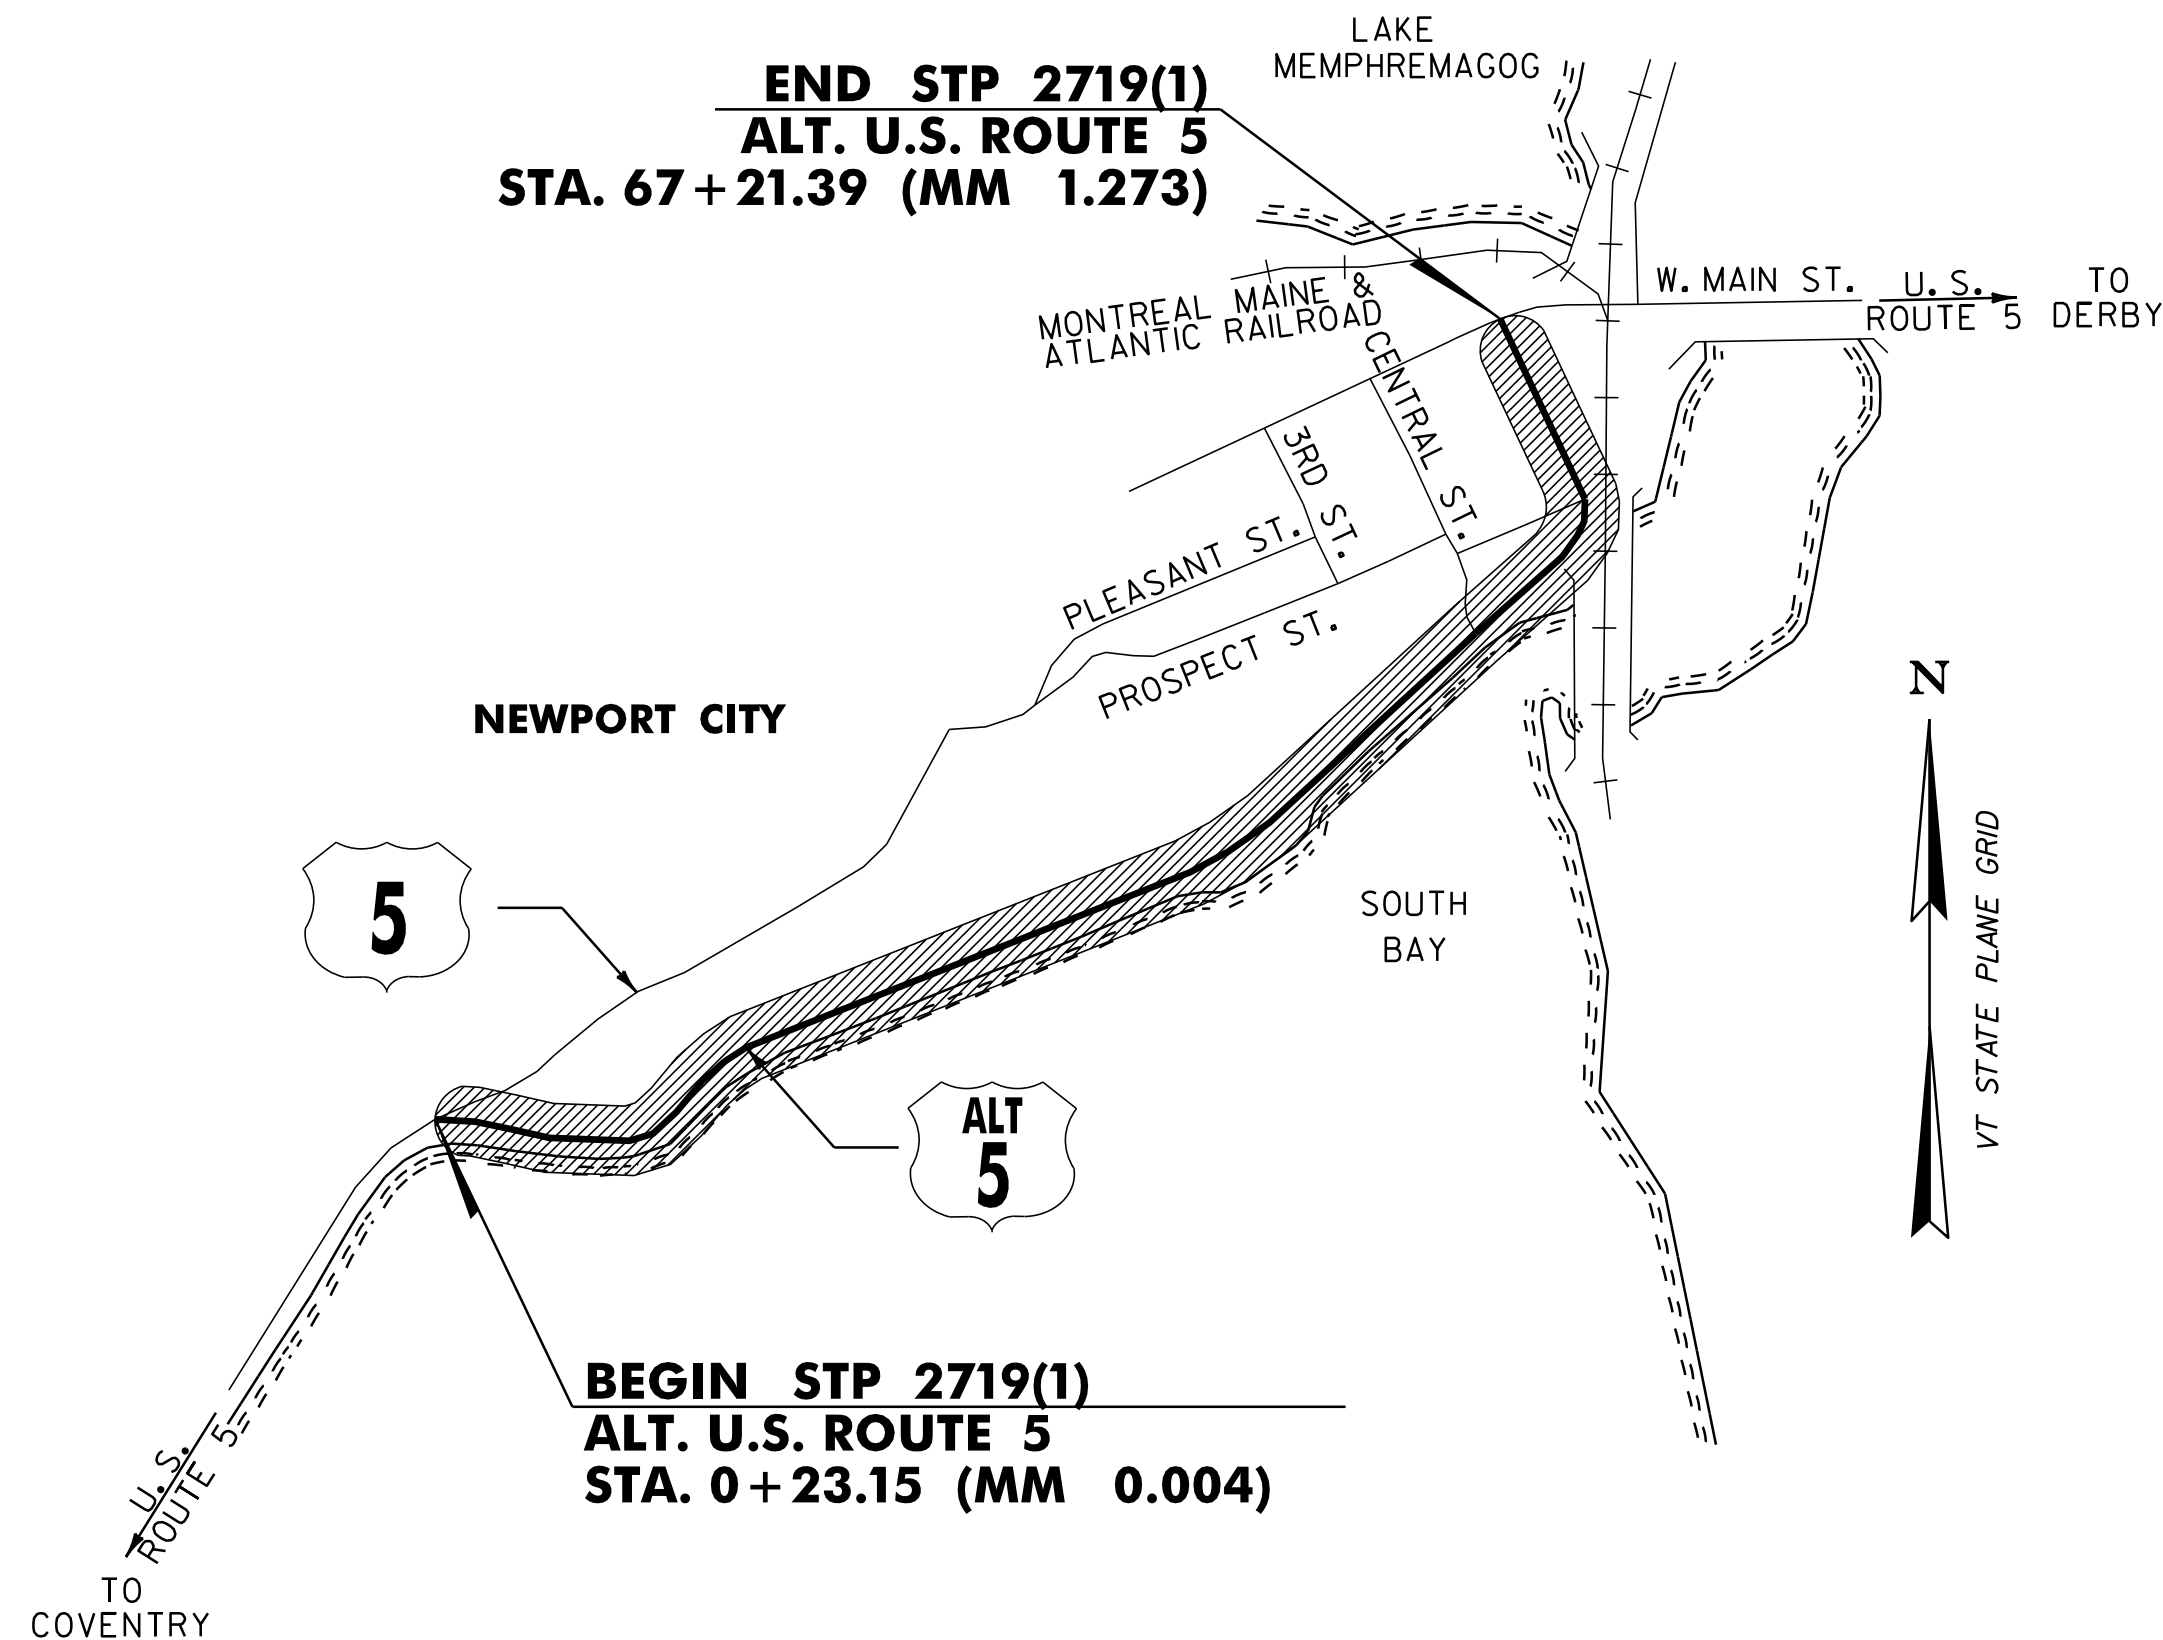 LAKE
MEMPHREMAGOG
END STP 2719(1)
ALT. U.S. ROUTE 5
STA. 67+21.39 (MM 1.273)
MONTREAL MAINE &
ATLANTIC RAILROAD
W. MAIN ST.
U.S.
ROUTE 5
TO
DERBY
CENTRAL ST.
3RD ST.
PLEASANT ST.
PROSPECT ST.
NEWPORT CITY
N
VT STATE PLANE GRID
5
SOUTH
BAY
ALT
5
BEGIN STP 2719(1)
ALT. U.S. ROUTE 5
STA. 0+23.15 (MM 0.004)
U.S.
ROUTE 5
TO
COVENTRY